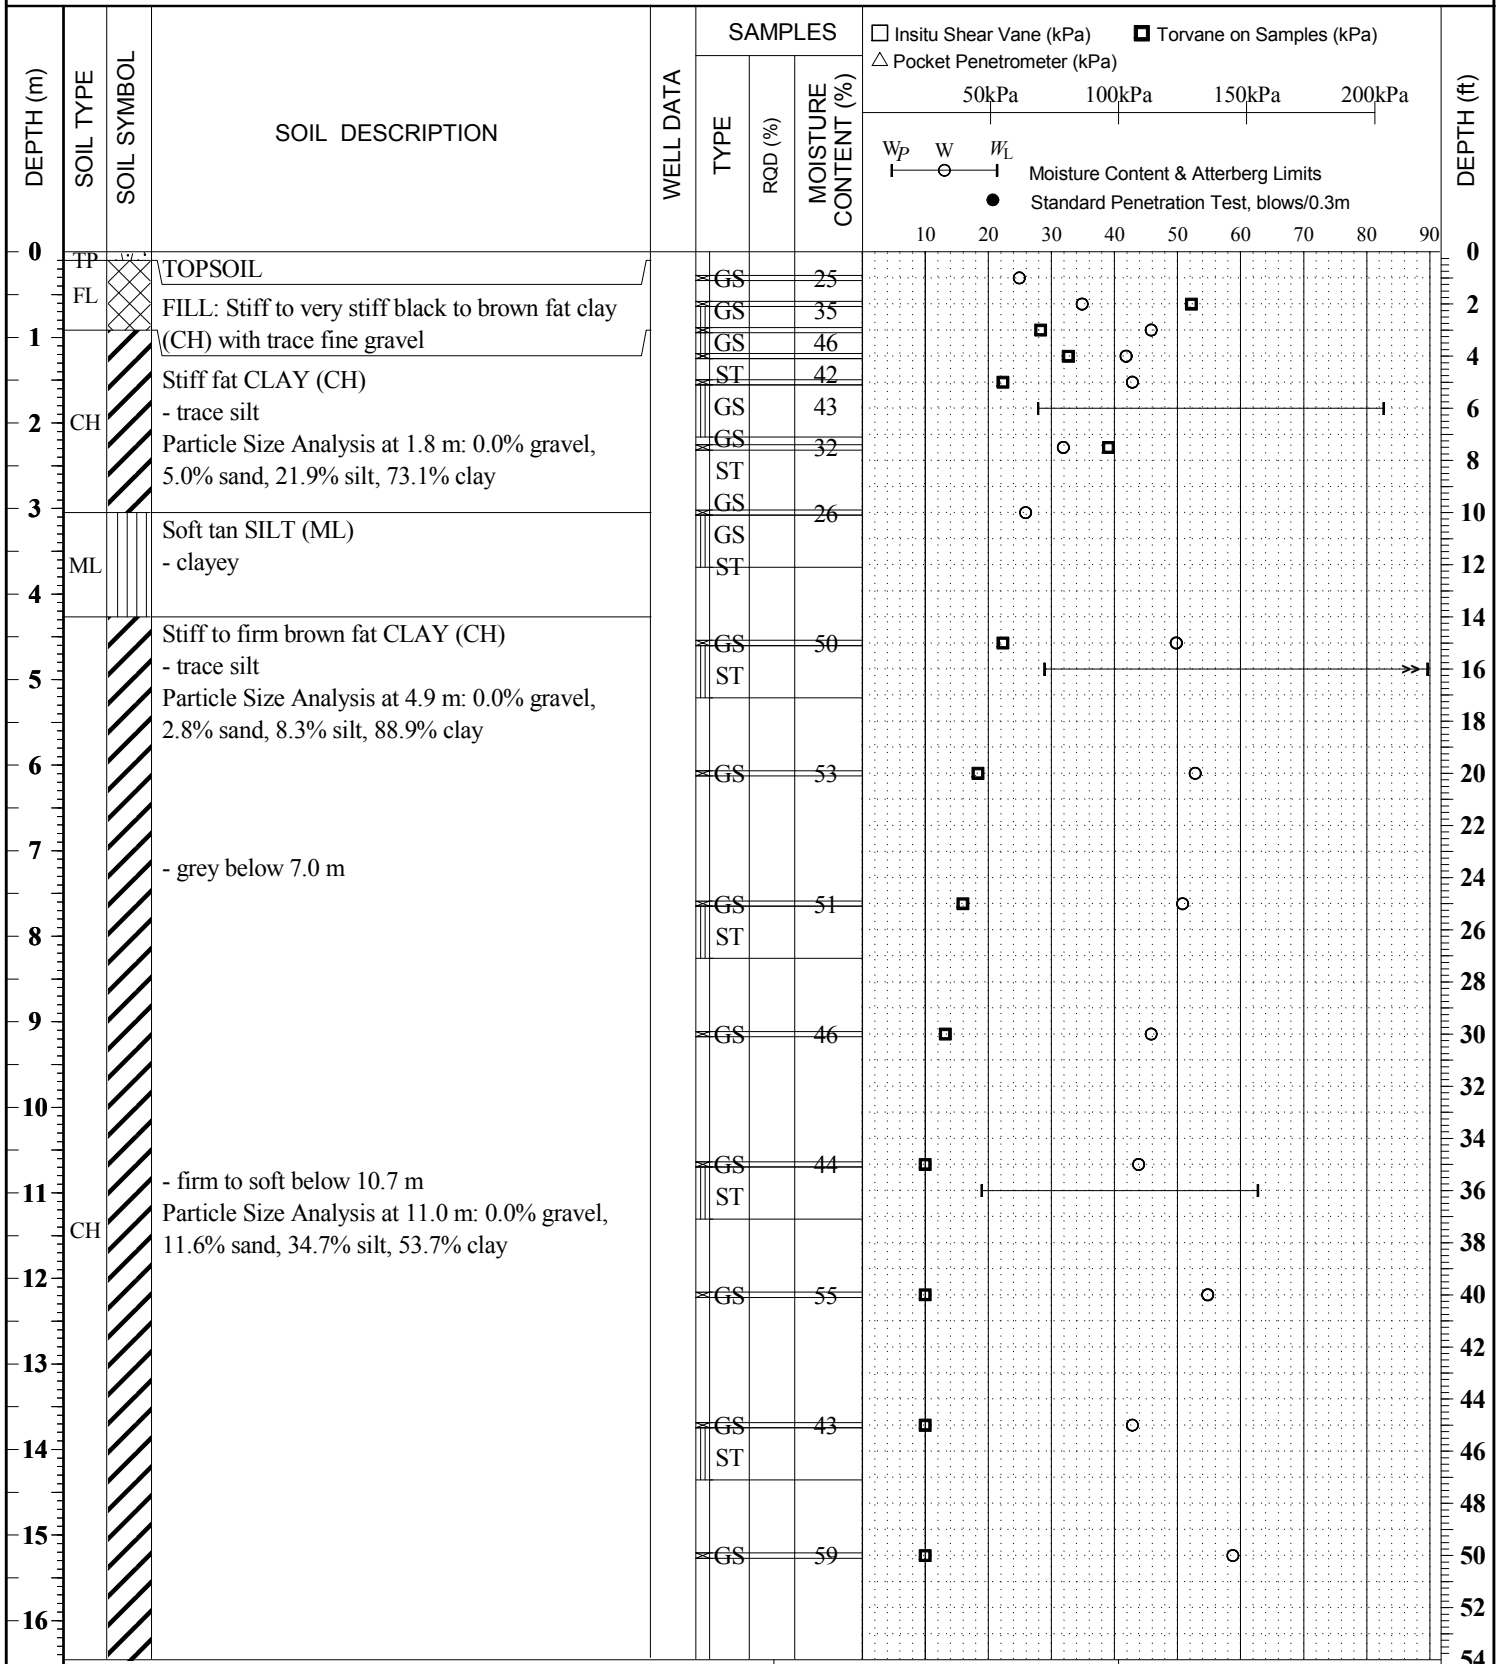 DEPTH (m)
SOIL TYPE
SOIL SYMBOL
SOIL DESCRIPTION
WELL DATA
SAMPLES
TYPE
RQD (%)
MOISTURE
CONTENT (%)
Insitu Shear Vane (kPa)
Torvane on Samples (kPa)
Pocket Penetrometer (kPa)
50kPa 100kPa 150kPa 200kPa
WP W WL
Moisture Content & Atterberg Limits
Standard Penetration Test, blows/0.3m
10 20 30 40 50 60 70 80 90
DEPTH (ft)
0
1
2
3
4
5
6
7
8
9
10
11
12
13
14
15
16
TP
FL
CH
ML
CH
TOPSOIL
FILL: Stiff to very stiff black to brown fat clay
(CH) with trace fine gravel
Stiff fat CLAY (CH)
- trace silt
Particle Size Analysis at 1.8 m: 0.0% gravel,
5.0% sand, 21.9% silt, 73.1% clay
Soft tan SILT (ML)
- clayey
Stiff to firm brown fat CLAY (CH)
- trace silt
Particle Size Analysis at 4.9 m: 0.0% gravel,
2.8% sand, 8.3% silt, 88.9% clay
- grey below 7.0 m
- firm to soft below 10.7 m
Particle Size Analysis at 11.0 m: 0.0% gravel,
11.6% sand, 34.7% silt, 53.7% clay
GS 25
GS 35
GS 46
ST 42
GS 43
GS 32
ST
GS 26
GS
ST
GS 50
ST
GS 53
GS 51
ST
GS 46
GS 44
ST
GS 55
GS 43
ST
GS 59
0
2
4
6
8
10
12
14
16
18
20
22
24
26
28
30
32
34
36
38
40
42
44
46
48
50
52
54